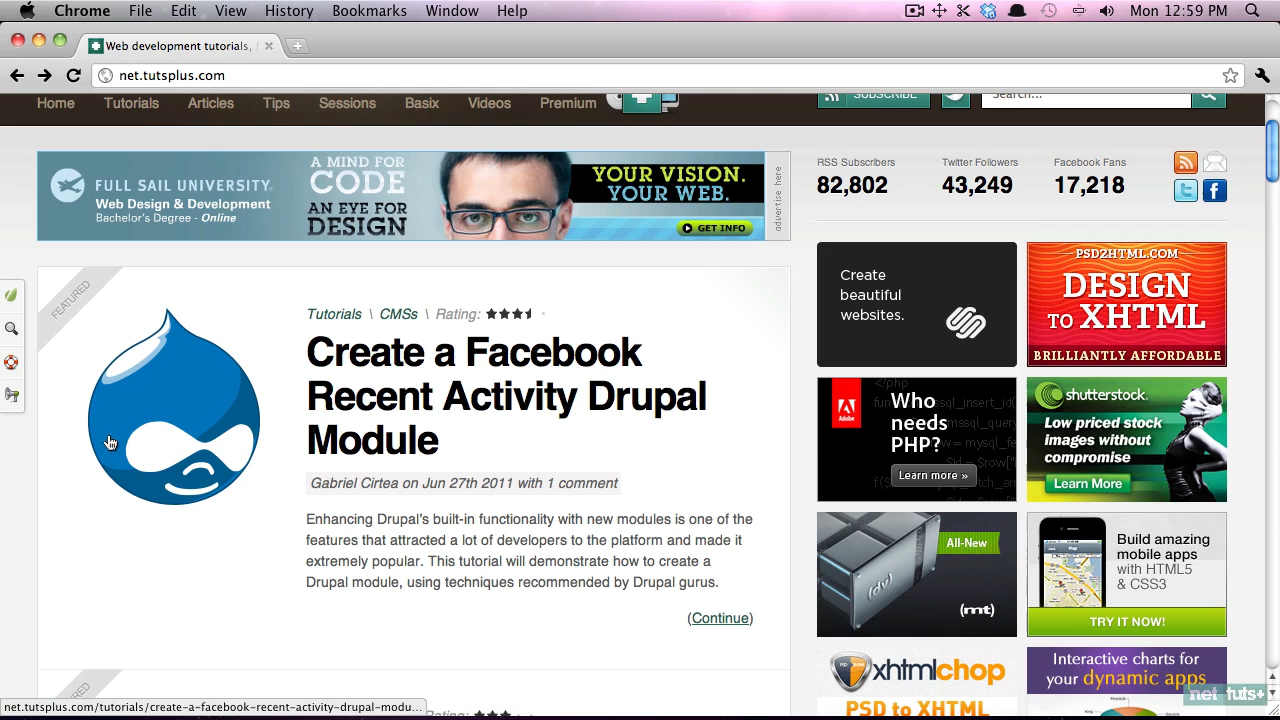 Chrome File Edit View History Bookmarks Window Help Mon 12:59 PM
Web development tutorials,
net.tutsplus.com
Home Tutorials Articles Tips Sessions Basix Videos Premium SUBSCRIBE Search...
FULL SAIL UNIVERSITY.
Web Design & Development
Bachelor's Degree - Online
A MIND FOR
CODE
AN EYE FOR
DESIGN
YOUR VISION.
YOUR WEB.
GET INFO
advertise here
RSS Subscribers
82,802
Twitter Followers
43,249
Facebook Fans
17,218
FEATURED
Tutorials \ CMSs \ Rating:
Create a Facebook
Recent Activity Drupal
Module
Gabriel Cirtea on Jun 27th 2011 with 1 comment
Enhancing Drupal's built-in functionality with new modules is one of the
features that attracted a lot of developers to the platform and made it
extremely popular. This tutorial will demonstrate how to create a
Drupal module, using techniques recommended by Drupal gurus.
(Continue)
Create
beautiful
websites.
PSD2HTML.COM
DESIGN
TO XHTML
BRILLIANTLY AFFORDABLE
Adobe
Who
needs
PHP?
Learn more »
shutterstock
Low priced stock
images without
compromise
Learn More
All-New
(dv)
(mt)
Build amazing
mobile apps
with HTML5
& CSS3
TRY IT NOW!
xhtmlchop
PSD to XHTML
Interactive charts for
your dynamic apps
net tuts+
net.tutsplus.com/tutorials/create-a-facebook-recent-activity-drupal-modu...
Rating: